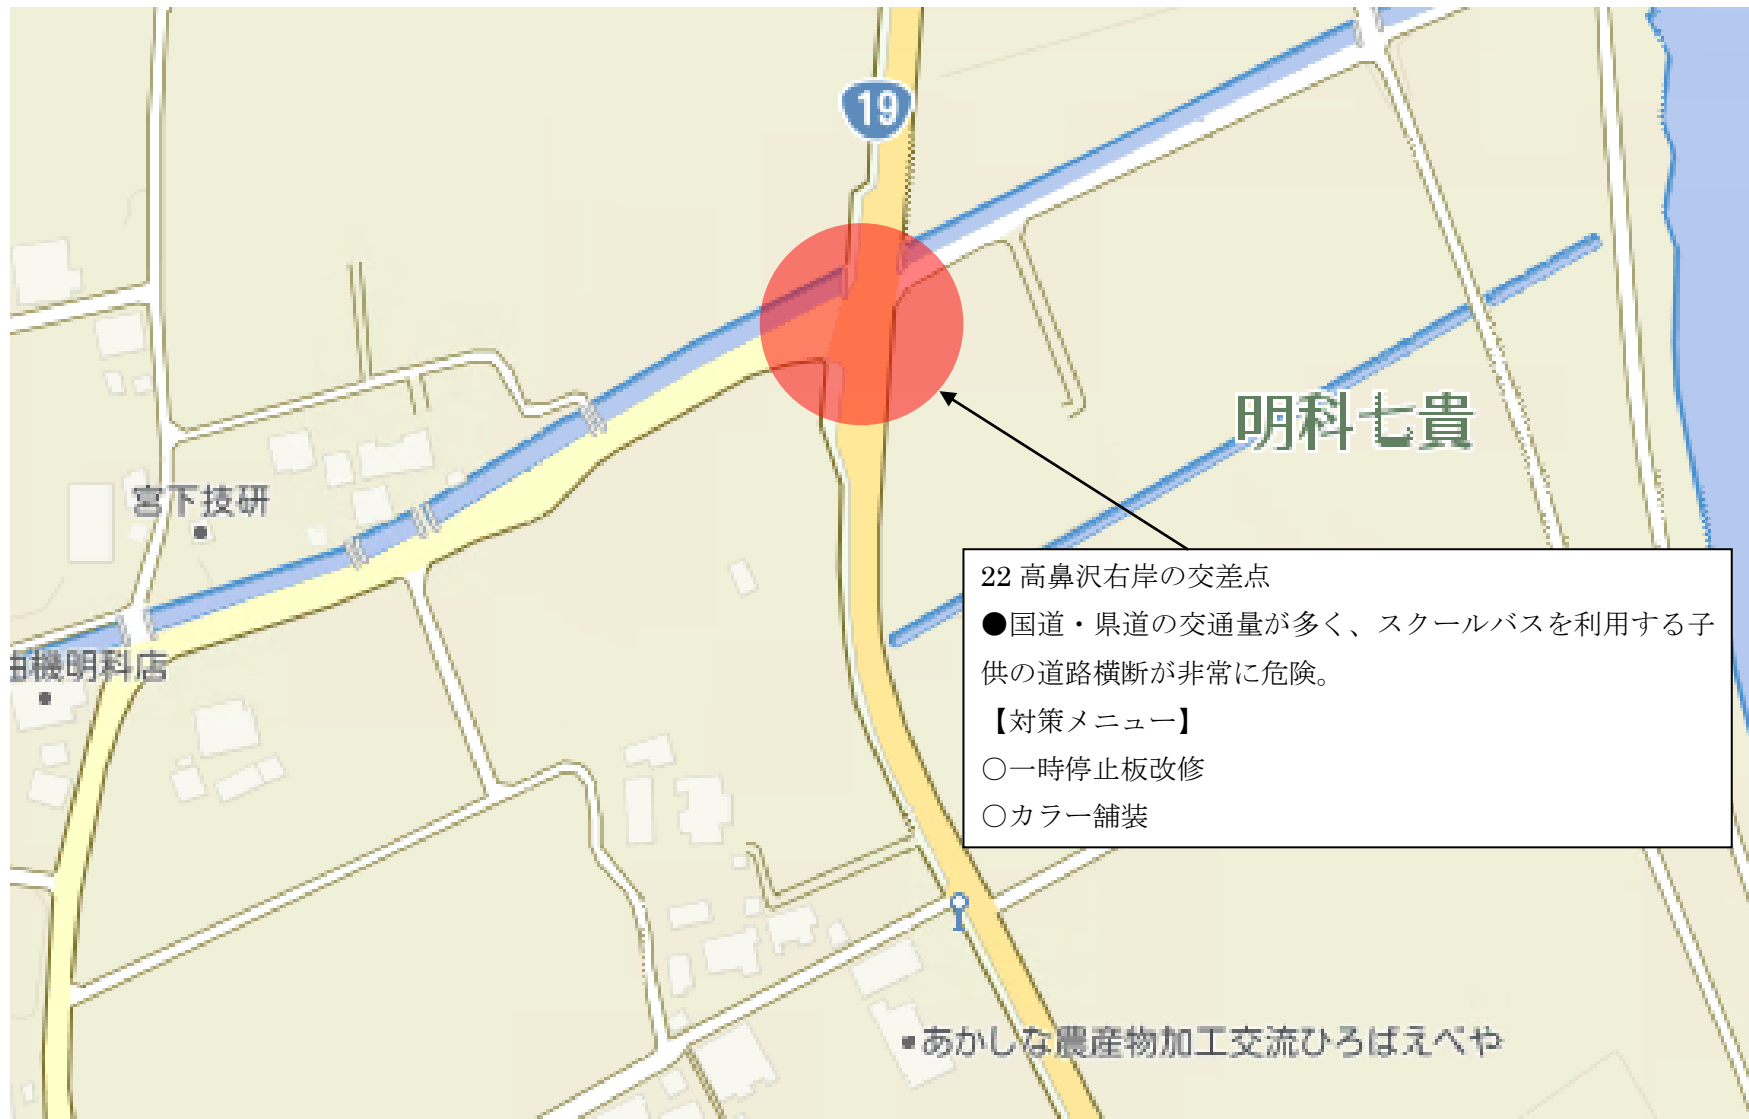 19
明科七貴
宮下技研
機明科店
22 高鼻沢右岸の交差点
●国道・県道の交通量が多く、スクールバスを利用する子
供の道路横断が非常に危険。
【対策メニュー】
○一時停止板改修
○カラー舗装
あかしな農産物加工交流ひろばえべや